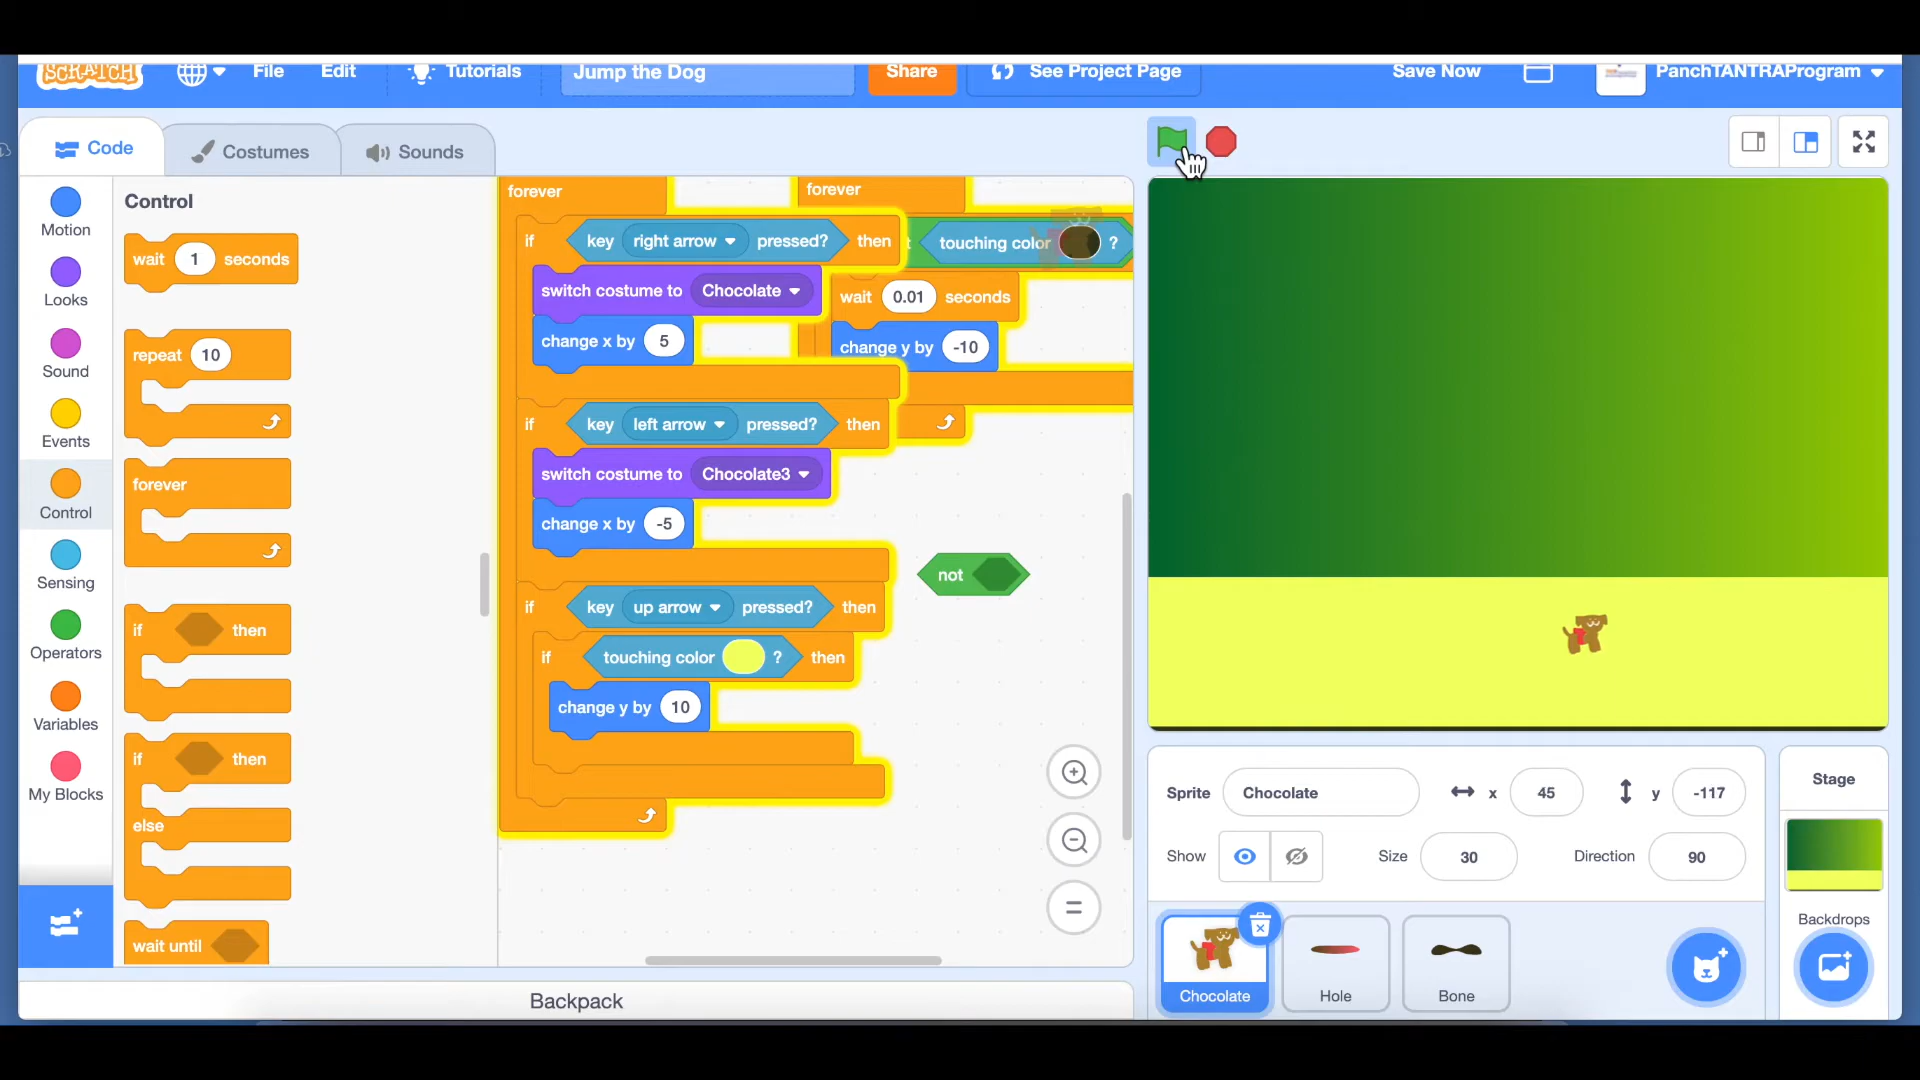 SCRATCH
File
Edit
Tutorials
Jump the Dog
Share
See Project Page
Save Now
PanchTANTRAProgram
Code
Costumes
Sounds
Motion
Looks
Sound
Events
Control
Sensing
Operators
Variables
My Blocks
Control
wait 1 seconds
repeat 10
forever
if then
if then
else
wait until
forever
if key right arrow pressed? then
switch costume to Chocolate
change x by 5
if key left arrow pressed? then
switch costume to Chocolate3
change x by -5
if key up arrow pressed? then
if touching color ? then
change y by 10
forever
touching color ?
wait 0.01 seconds
change y by -10
not
Backpack
Sprite Chocolate x 45 y -117
Show Size 30 Direction 90
Chocolate
Hole
Bone
Stage
Backdrops